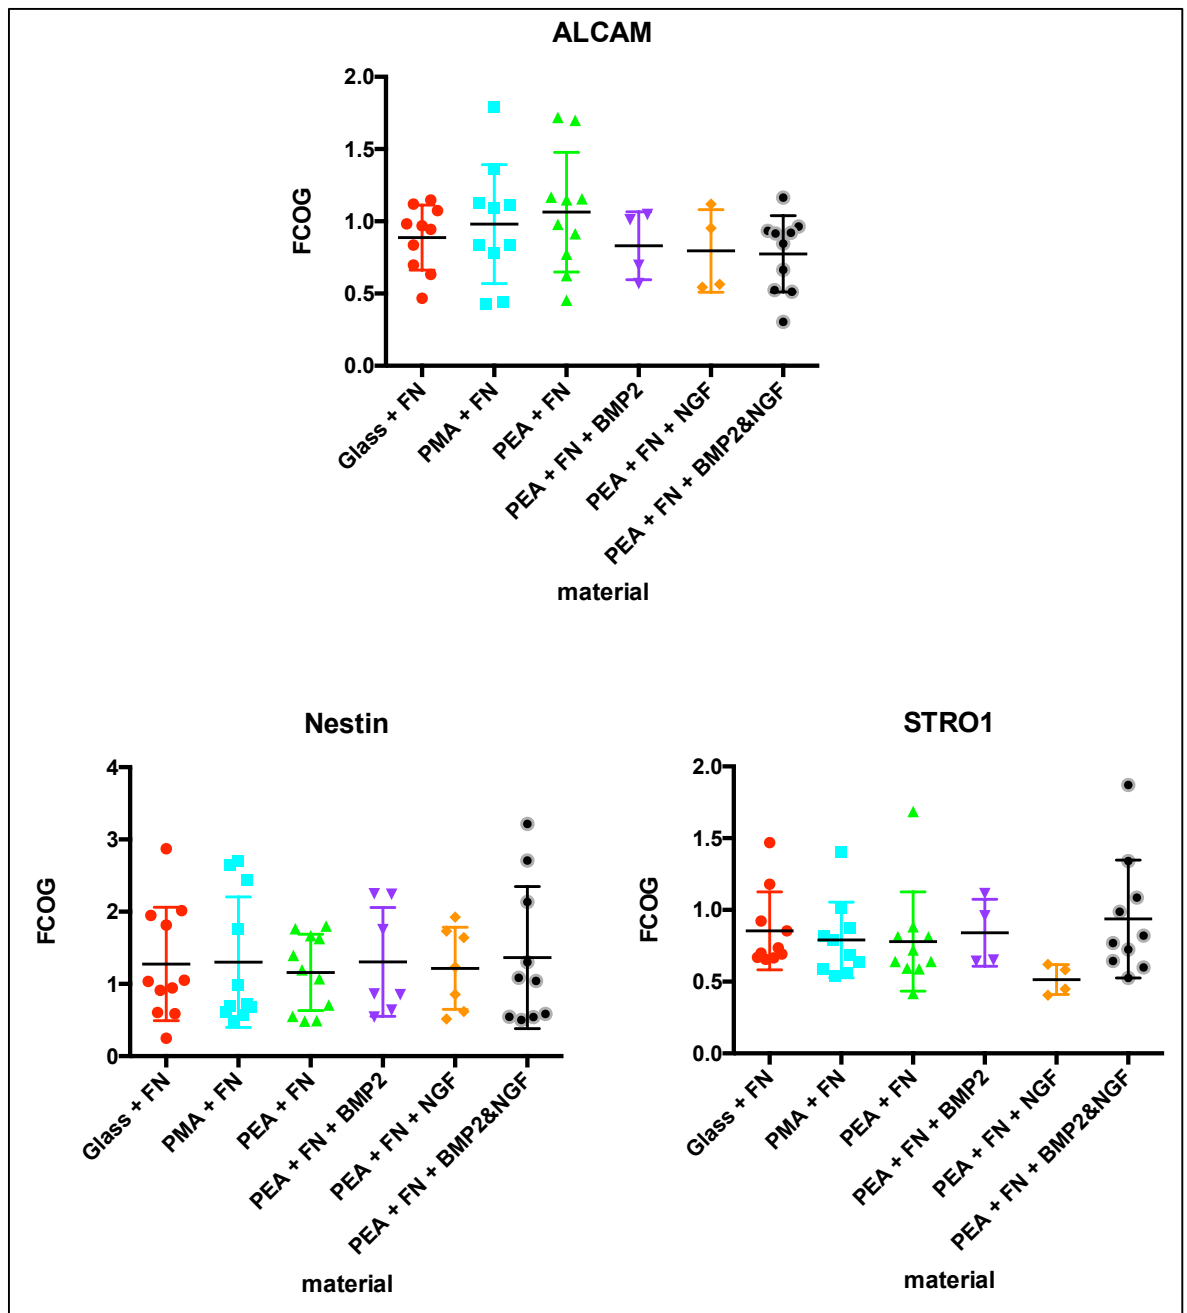 ALCAM
2.0
1.5
1.0
0.5
0.0
FCOG
Glass + FN
PMA + FN
PEA + FN
PEA + FN + BMP2
PEA + FN + NGF
PEA + FN + BMP2&NGF
material
Nestin
4
3
2
1
0
FCOG
Glass + FN
PMA + FN
PEA + FN
PEA + FN + BMP2
PEA + FN + NGF
PEA + FN + BMP2&NGF
material
STRO1
2.0
1.5
1.0
0.5
0.0
FCOG
Glass + FN
PMA + FN
PEA + FN
PEA + FN + BMP2
PEA + FN + NGF
PEA + FN + BMP2&NGF
material